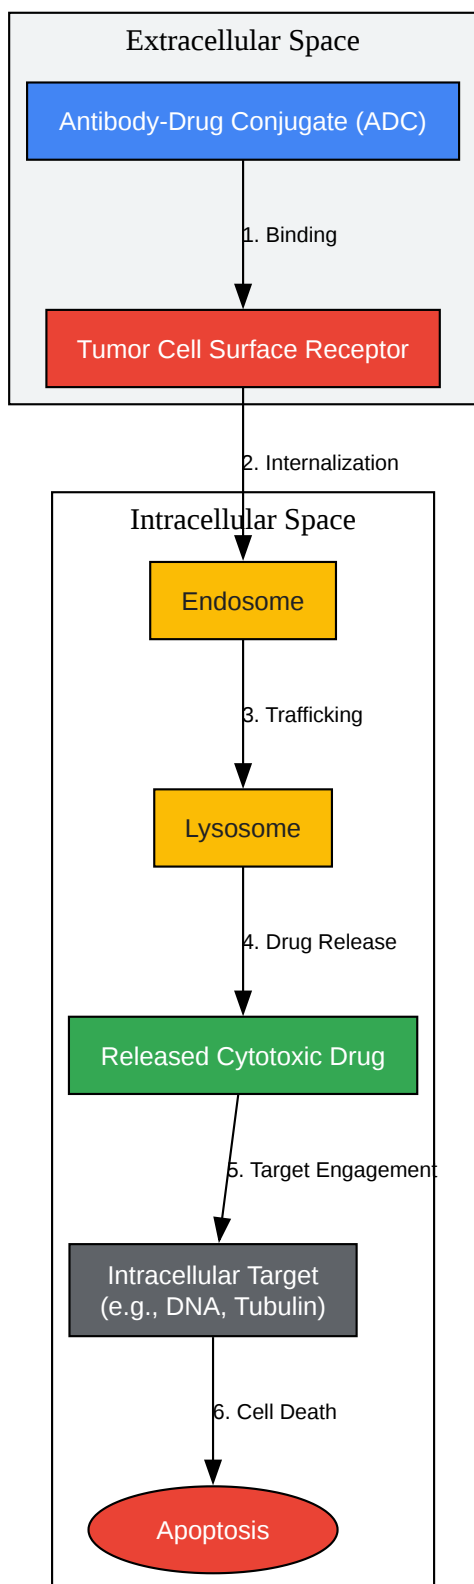 Extracellular Space
Antibody-Drug Conjugate (ADC)
1. Binding
Tumor Cell Surface Receptor
2. Internalization
Intracellular Space
Endosome
3. Trafficking
Lysosome
4. Drug Release
Released Cytotoxic Drug
5. Target Engagement
Intracellular Target
(e.g., DNA, Tubulin)
6. Cell Death
Apoptosis